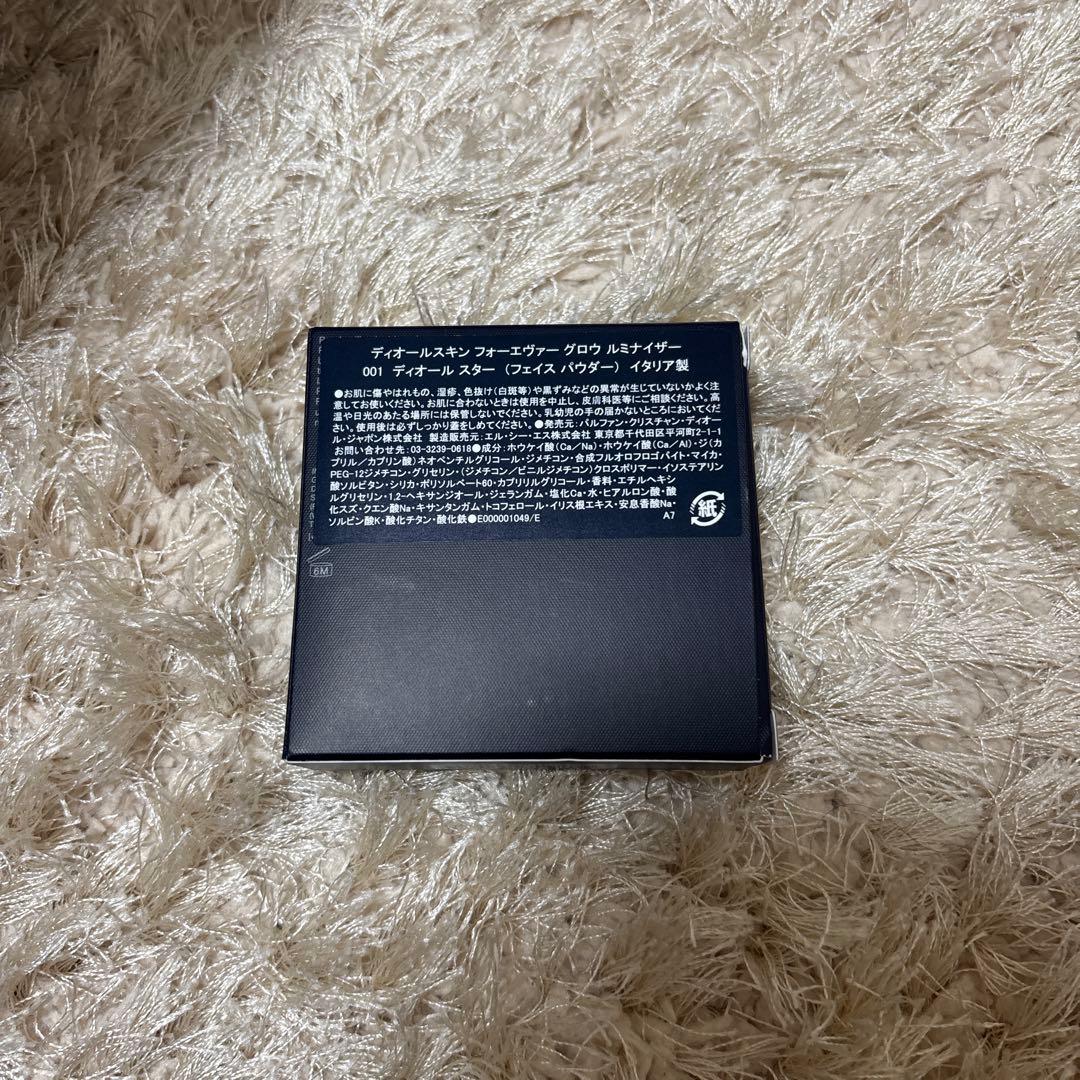 ディオールスキン フォーエヴァー グロウ ルミナイザー
001 ディオール スター (フェイス パウダー) イタリア製
●お肌に傷やはれもの、湿疹、色抜け(白斑等)や黒ずみなどの異常が生じていないかよく注
意してお使いください。お肌に合わないときは使用を中止し、皮膚科医等にご相談ください。高
温や日光のあたる場所には保管しないでください。乳幼児の手の届かないところにおいてくだ
さい。使用後は必ずしっかり蓋をしめてください。●発売元：パルファン・クリスチャン・ディオー
ル・ジャポン株式会社 製造販売元：エル・シー・エス株式会社 東京都千代田区平河町2-1-1
お問い合わせ先：03-3239-0618●成分：ホウケイ酸(Ca/Na)・ホウケイ酸(Ca/Al)・ジ(カ
プリル/カプリン酸)ネオペンチルグリコール・ジメチコン・合成フルオロフロゴパイト・マイカ・
PEG-12ジメチコン・グリセリン・(ジメチコン/ビニルジメチコン)クロスポリマー・イソステアリン
酸ソルビタン・シリカ・ポリソルベート60・カプリリルグリコール・香料・エチルヘキシ
ルグリセリン・1,2-ヘキサンジオール・ジェランガム・塩化Ca・水・ヒアルロン酸・酸
化スズ・クエン酸Na・キサンタンガム・トコフェロール・イリス根エキス・安息香酸Na・
ソルビン酸K・酸化チタン・酸化鉄●E000001049/E
A7
紙
6M